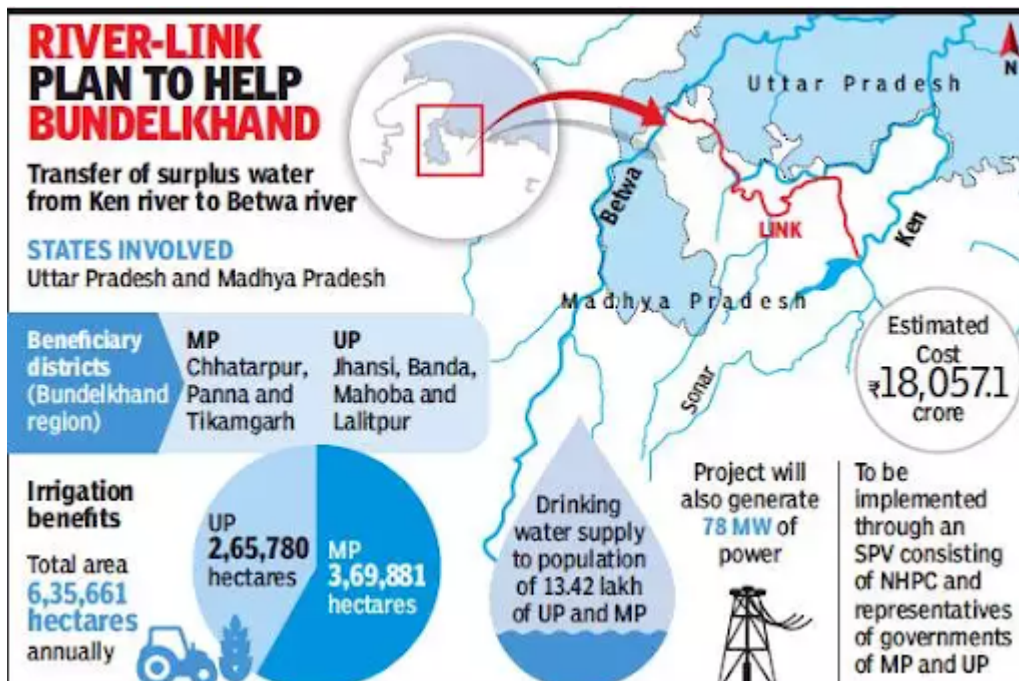 RIVER-LINK
PLAN TO HELP
BUNDELKHAND
Transfer of surplus water
from Ken river to Betwa river
STATES INVOLVED
Uttar Pradesh and Madhya Pradesh
Beneficiary
districts
(Bundelkhand
region)
MP
Chhatarpur,
Panna and
Tikamgarh
UP
Jhansi, Banda,
Mahoba and
Lalitpur
N
Uttar Pradesh
Betwa
LINK
Ken
Madhya Pradesh
Sonar
Estimated
Cost
₹18,057.1
crore
Irrigation
benefits
Total area
6,35,661
hectares
annually
UP
2,65,780
hectares
MP
3,69,881
hectares
Drinking
water supply
to population
of 13.42 lakh
of UP and MP
Project will
also generate
78 MW of
power
To be
implemented
through an
SPV consisting
of NHPC and
representatives
of governments
of MP and UP